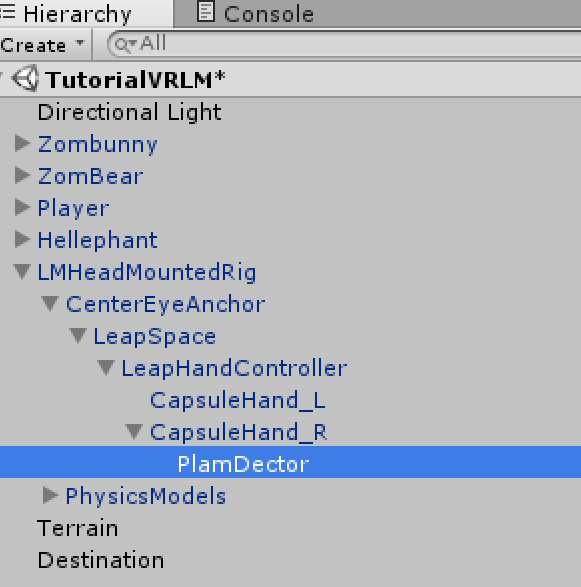 Hierarchy Console
Create All
TutorialVRLM*
Directional Light
Zombunny
ZomBear
Player
Hellephant
LMHeadMountedRig
CenterEyeAnchor
LeapSpace
LeapHandController
CapsuleHand_L
CapsuleHand_R
PlamDector
PhysicsModels
Terrain
Destination